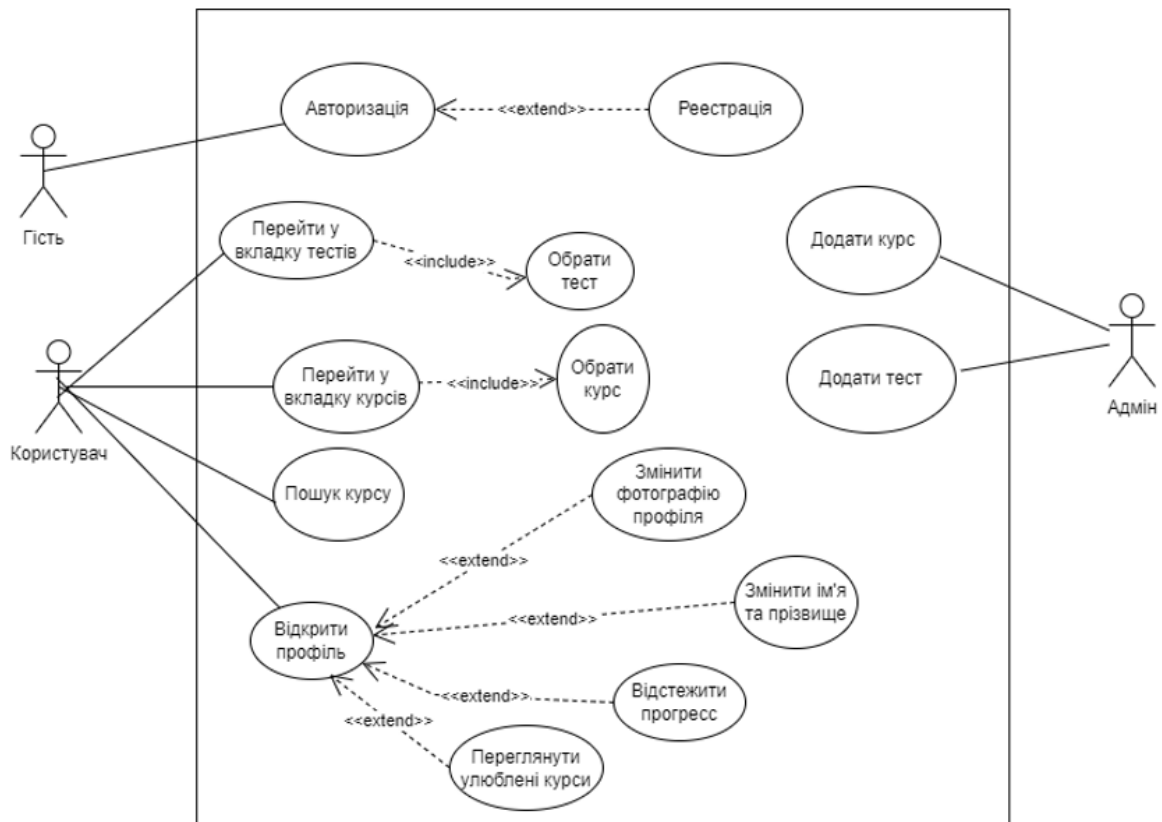 Авторизація
<<extend>>
Реестрація
Гість
Перейти у
вкладку тестів
<<include>>
Обрати
тест
Додати курс
Користувач
Перейти у
вкладку курсів
<<include>>
Обрати
курс
Додати тест
Адмін
Пошук курсу
Змінити
фотографію
профіля
<<extend>>
Змінити ім'я
та прізвище
<<extend>>
Відкрити
профіль
<<extend>>
Відстежити
прогресс
<<extend>>
Переглянути
улюблені курси